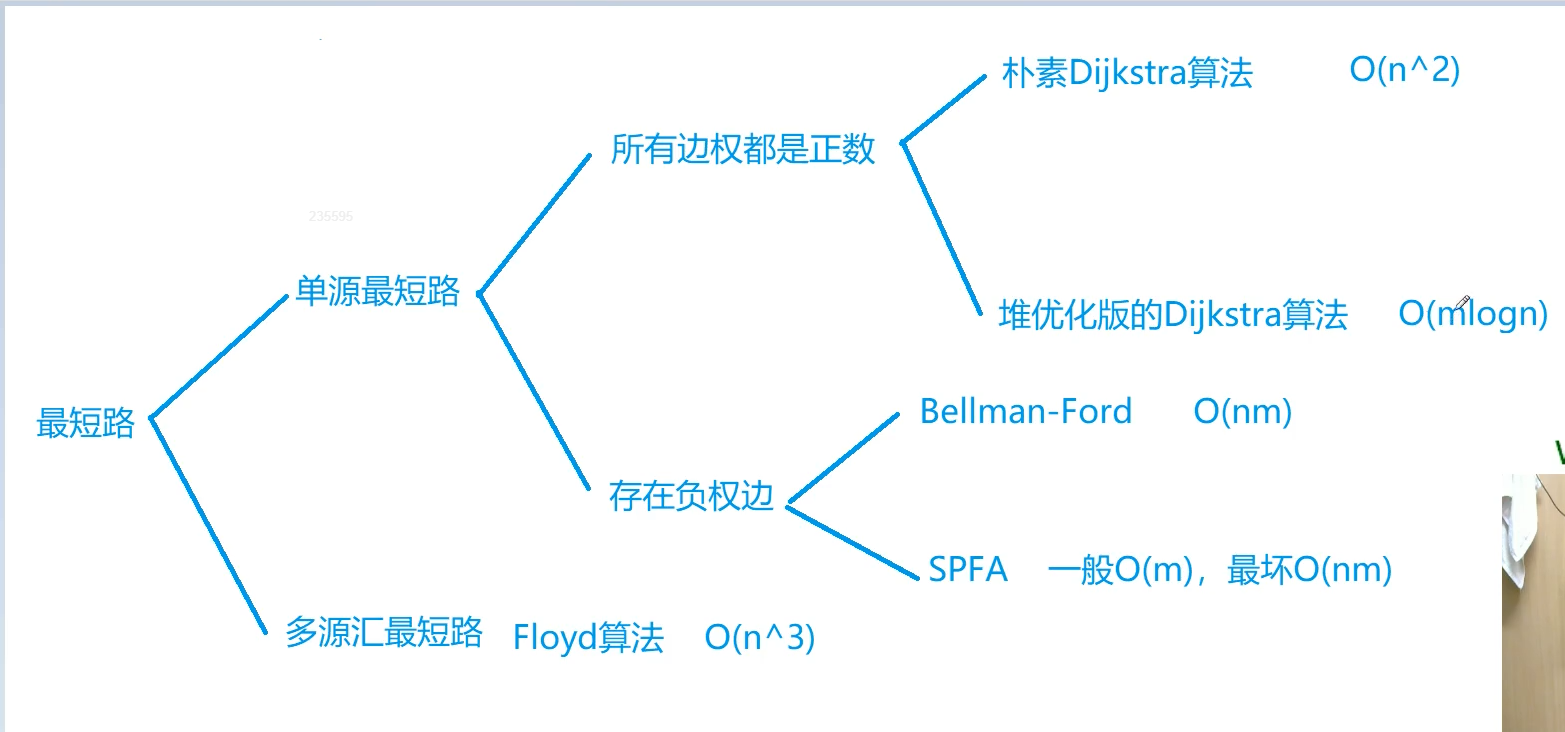 朴素Dijkstra算法 O(n^2)
所有边权都是正数
235595
单源最短路
堆优化版的Dijkstra算法 O(mlogn)
最短路
Bellman-Ford O(nm)
存在负权边
SPFA 一般O(m)，最坏O(nm)
多源汇最短路 Floyd算法 O(n^3)